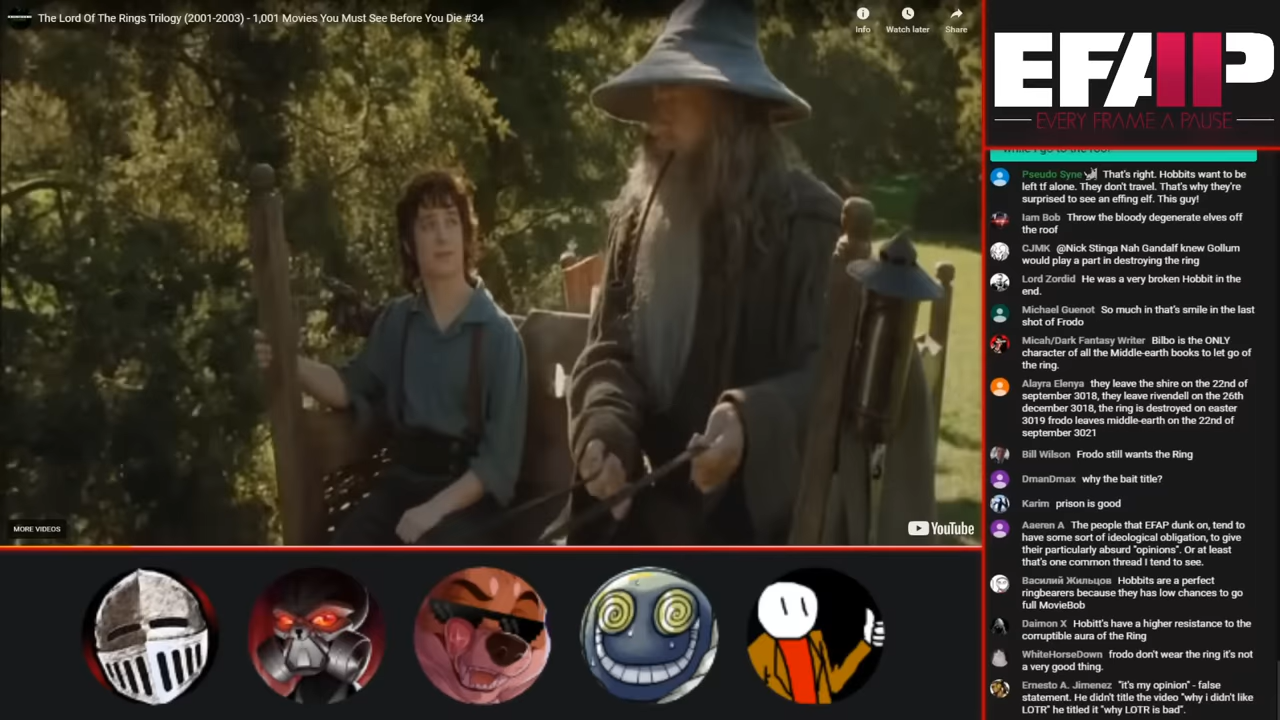 The Lord Of The Rings Trilogy (2001-2003) - 1,001 Movies You Must See Before You Die #34
Info
Watch later
Share
MORE VIDEOS
YouTube
EFAP
EVERY FRAME A PAUSE
Pseudo Syne That's right. Hobbits want to be
left tf alone. They don't travel. That's why they're
surprised to see an effing elf. This guy!
Iam Bob Throw the bloody degenerate elves off
the roof
CJMK @Nick Stinga Nah Gandalf knew Gollum
would play a part in destroying the ring
Lord Zordid He was a very broken Hobbit in the
end.
Michael Guenot So much in that's smile in the last
shot of Frodo
Micah/Dark Fantasy Writer Bilbo is the ONLY
character of all the Middle-earth books to let go of
the ring.
Alayra Elenya they leave the shire on the 22nd of
september 3018, they leave rivendell on the 26th
december 3018, the ring is destroyed on easter
3019 frodo leaves middle-earth on the 22nd of
september 3021
Bill Wilson Frodo still wants the Ring
DmanDmax why the bait title?
Karim prison is good
Aaeren A The people that EFAP dunk on, tend to
have some sort of ideological obligation, to give
their particularly absurd "opinions". Or at least
that's one common thread I tend to see.
Василий Жильцов Hobbits are a perfect
ringbearers because they has low chances to go
full MovieBob
Daimon X Hobitt's have a higher resistance to the
corruptible aura of the Ring
WhiteHorseDown frodo don't wear the ring it's not
a very good thing.
Ernesto A. Jimenez "it's my opinion" - false
statement. He didn't title the video "why i didn't like
LOTR" he titled it "why LOTR is bad".